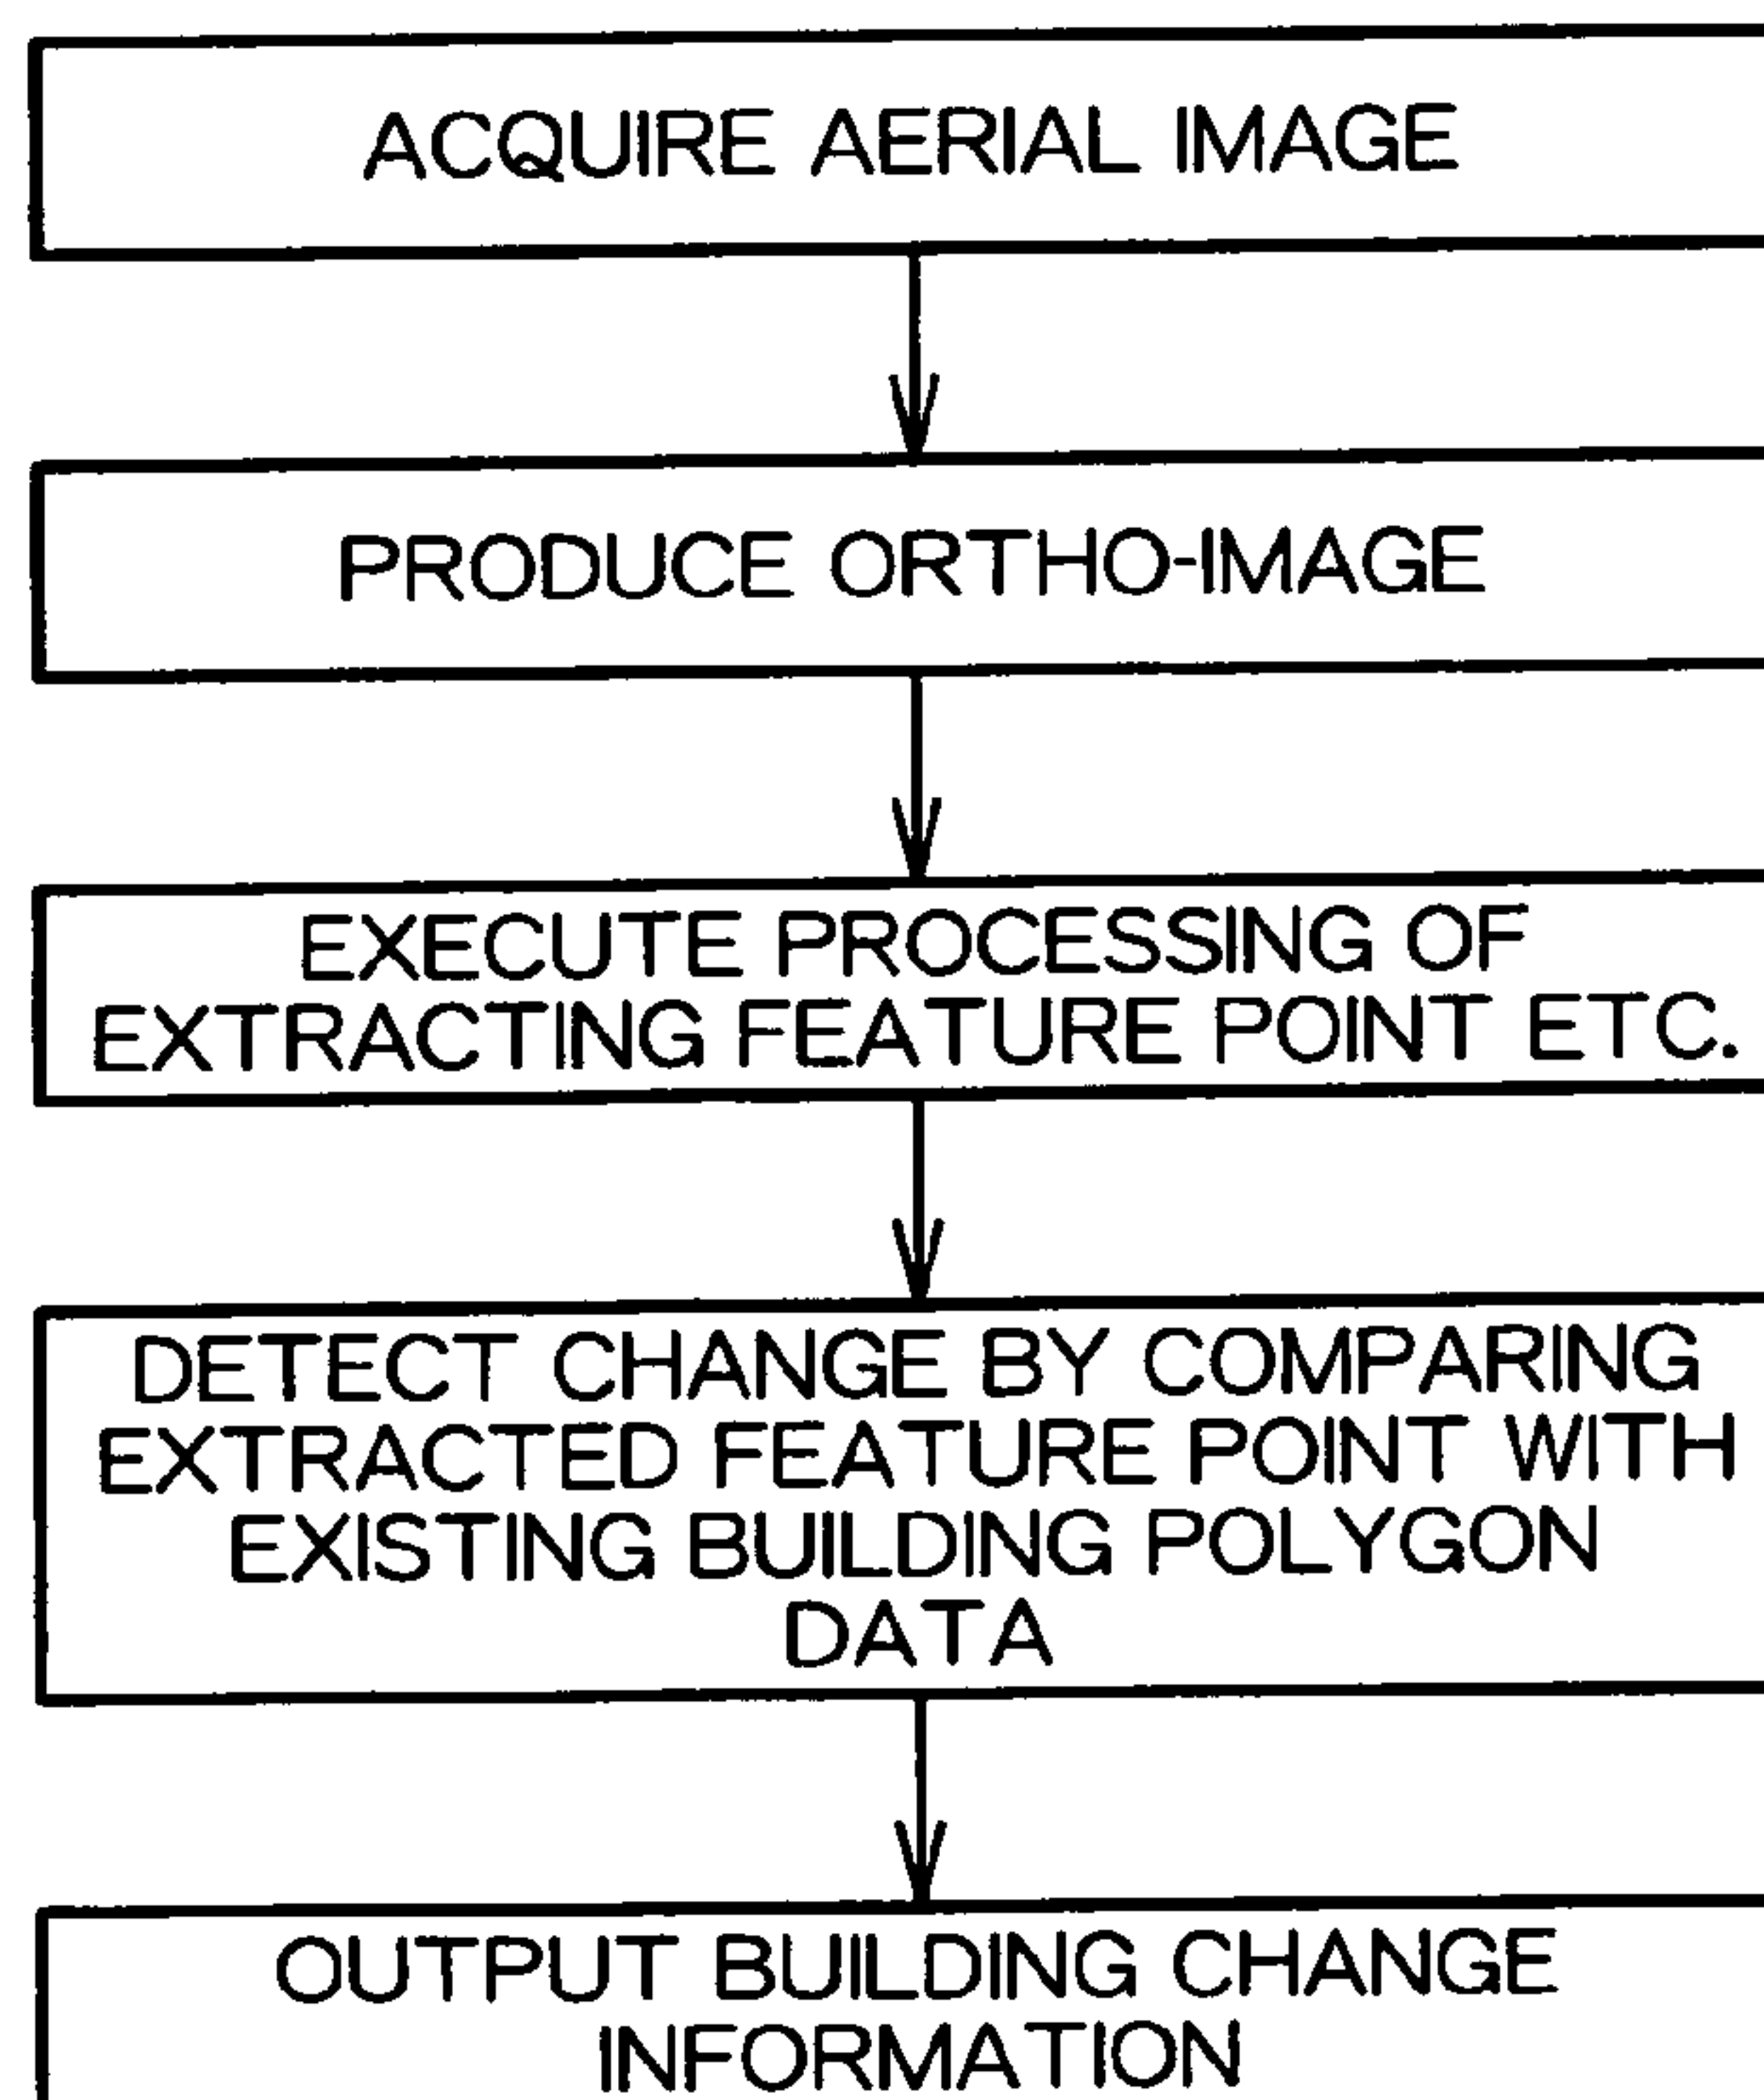 ACQUIRE AERIAL IMAGE
PRODUCE ORTHO-IMAGE
EXECUTE PROCESSING OF
EXTRACTING FEATURE POINT ETC.
DETECT CHANGE BY COMPARING
EXTRACTED FEATURE POINT WITH
EXISTING BUILDING POLYGON
DATA
OUTPUT BUILDING CHANGE
INFORMATION